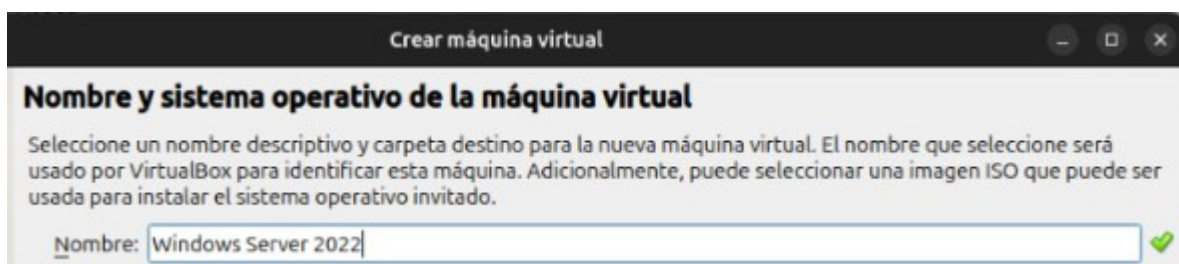 Crear máquina virtual
Nombre y sistema operativo de la máquina virtual
Seleccione un nombre descriptivo y carpeta destino para la nueva máquina virtual. El nombre que seleccione será
usado por VirtualBox para identificar esta máquina. Adicionalmente, puede seleccionar una imagen ISO que puede ser
usada para instalar el sistema operativo invitado.
Nombre: Windows Server 2022